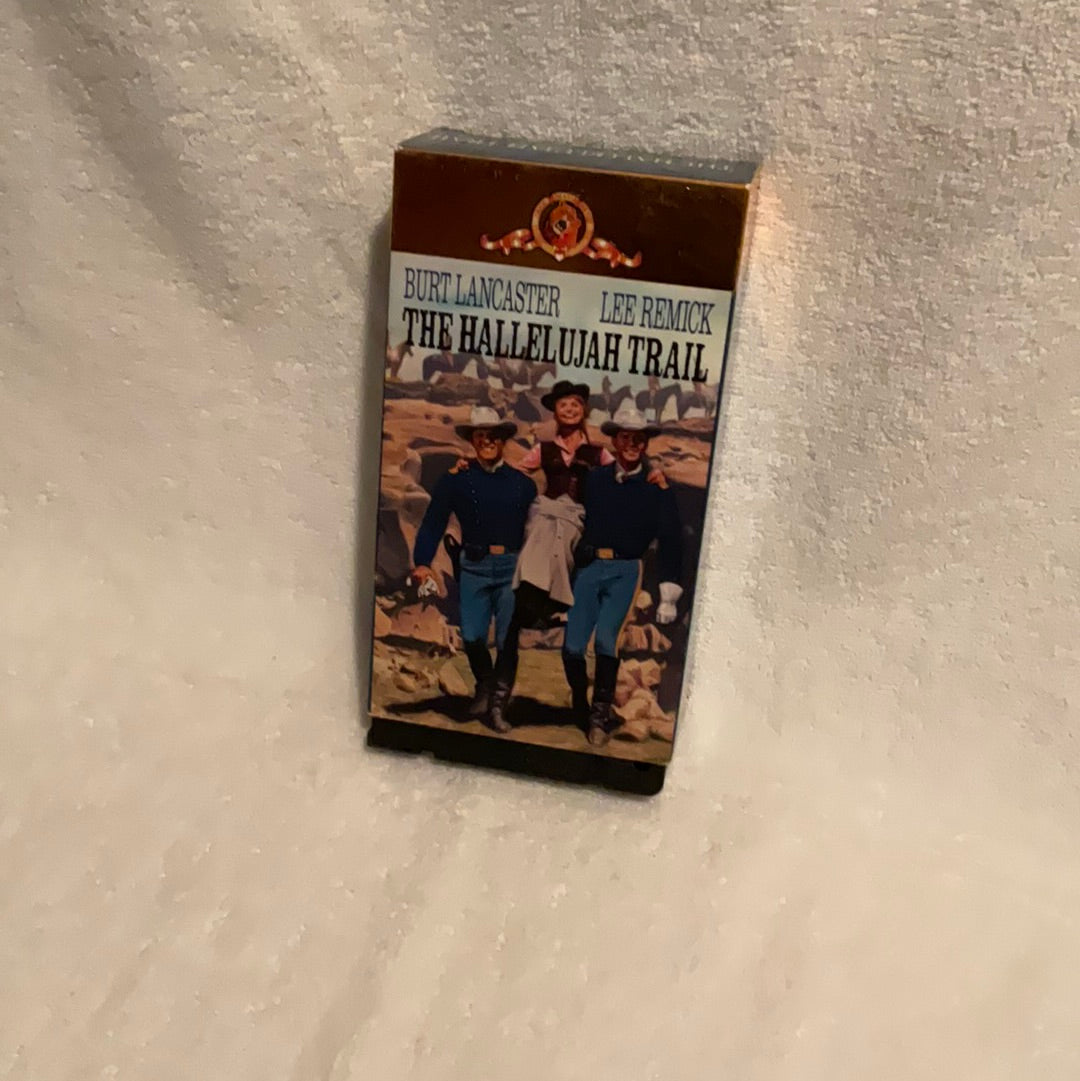 BURT LANCASTER LEE REMICK
THE HALLELUJAH TRAIL